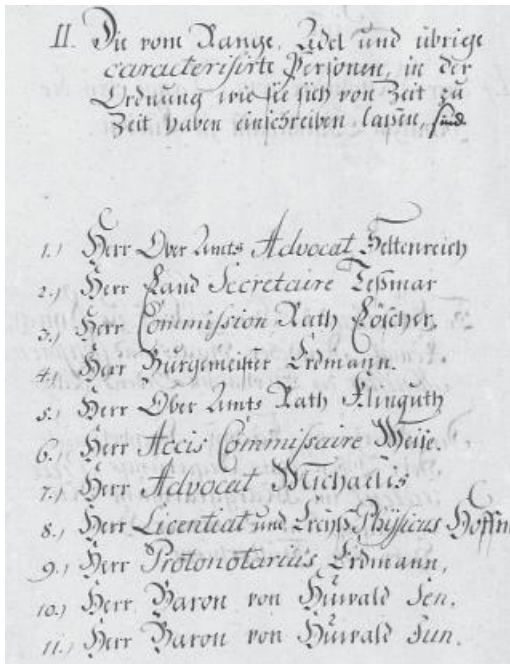 II. Die vom Range, Adel und übrige
caracterisirte Personen, in der
Ordnung wie sie sich von Zeit zu
Zeit haben einschreiben laßen, sind
1.) Herr Ober Amts Advocat Seltenreich
2.) Herr Land Secretaire Teßmar
3.) Herr Commission Rath Löscher,
4.) Herr Bürgemeister Erdmann.
5.) Herr Ober Amts Rath Klinguth
6.) Herr Accis Commissaire Weise.
7.) Herr Advocat Michaelis
8.) Herr Licentiat und Creyß Physicus
9.) Herr Protonotarius Erdmann,
10.) Herr Baron von Huwald Sen.
11.) Herr Baron von Huwald Jun.